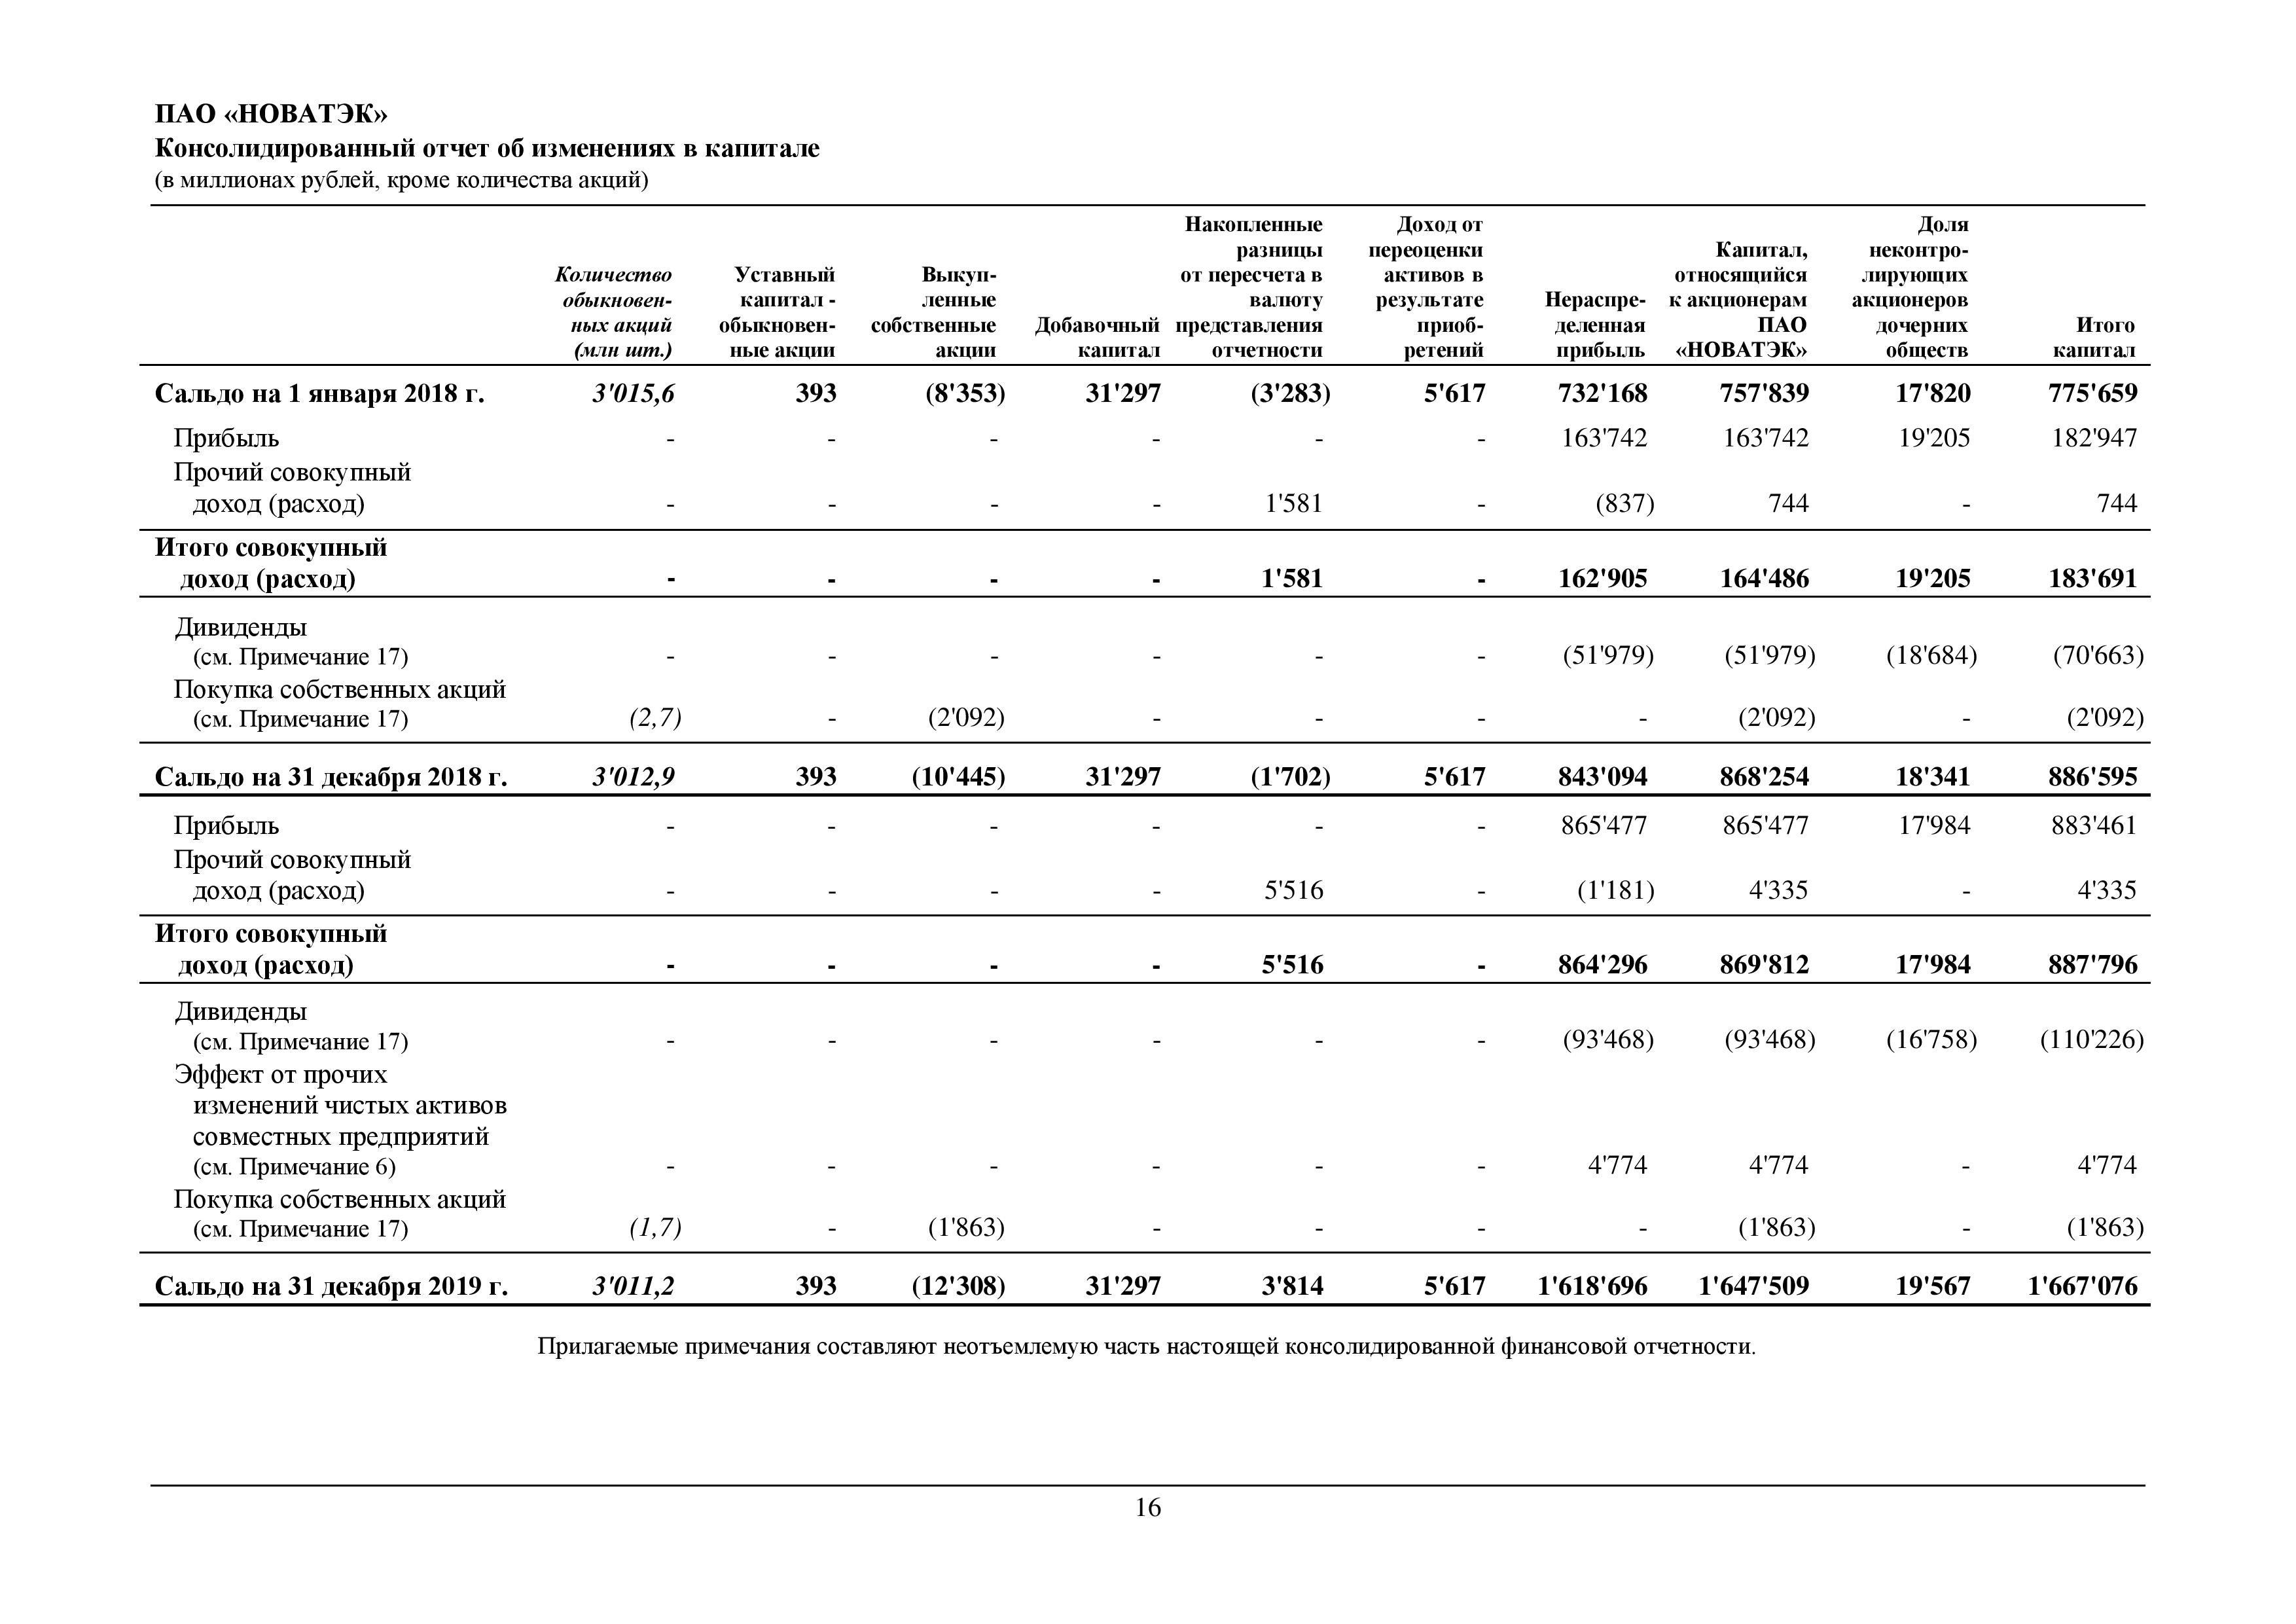 ПАО «НОВАТЭК»
Консолидированный отчет об изменениях в капитале
(в миллионах рублей, кроме количества акций)
Количество обыкновен- ных акций (млн шт.) Уставный капитал - обыкновен- ные акции Выкуп- ленные собственные акции Добавочный капитал Накопленные разницы от пересчета в валюту представления отчетности Доход от переоценки активов в результате приоб- ретений Нераспре- деленная прибыль Капитал, относящийся к акционерам ПАО «НОВАТЭК» Доля неконтро- лирующих акционеров дочерних обществ Итого капитал
Сальдо на 1 января 2018 г. 3'015,6 393 (8'353) 31'297 (3'283) 5'617 732'168 757'839 17'820 775'659
Прибыль - - - - - - 163'742 163'742 19'205 182'947
Прочий совокупный
доход (расход) - - - - 1'581 - (837) 744 - 744
Итого совокупный
доход (расход) - - - - 1'581 - 162'905 164'486 19'205 183'691
Дивиденды
(см. Примечание 17) - - - - - - (51'979) (51'979) (18'684) (70'663)
Покупка собственных акций
(см. Примечание 17) (2,7) - (2'092) - - - - (2'092) - (2'092)
Сальдо на 31 декабря 2018 г. 3'012,9 393 (10'445) 31'297 (1'702) 5'617 843'094 868'254 18'341 886'595
Прибыль - - - - - - 865'477 865'477 17'984 883'461
Прочий совокупный
доход (расход) - - - - 5'516 - (1'181) 4'335 - 4'335
Итого совокупный
доход (расход) - - - - 5'516 - 864'296 869'812 17'984 887'796
Дивиденды
(см. Примечание 17) - - - - - - (93'468) (93'468) (16'758) (110'226)
Эффект от прочих
изменений чистых активов
совместных предприятий
(см. Примечание 6) - - - - - - 4'774 4'774 - 4'774
Покупка собственных акций
(см. Примечание 17) (1,7) - (1'863) - - - - (1'863) - (1'863)
Сальдо на 31 декабря 2019 г. 3'011,2 393 (12'308) 31'297 3'814 5'617 1'618'696 1'647'509 19'567 1'667'076
Прилагаемые примечания составляют неотъемлемую часть настоящей консолидированной финансовой отчетности.
16